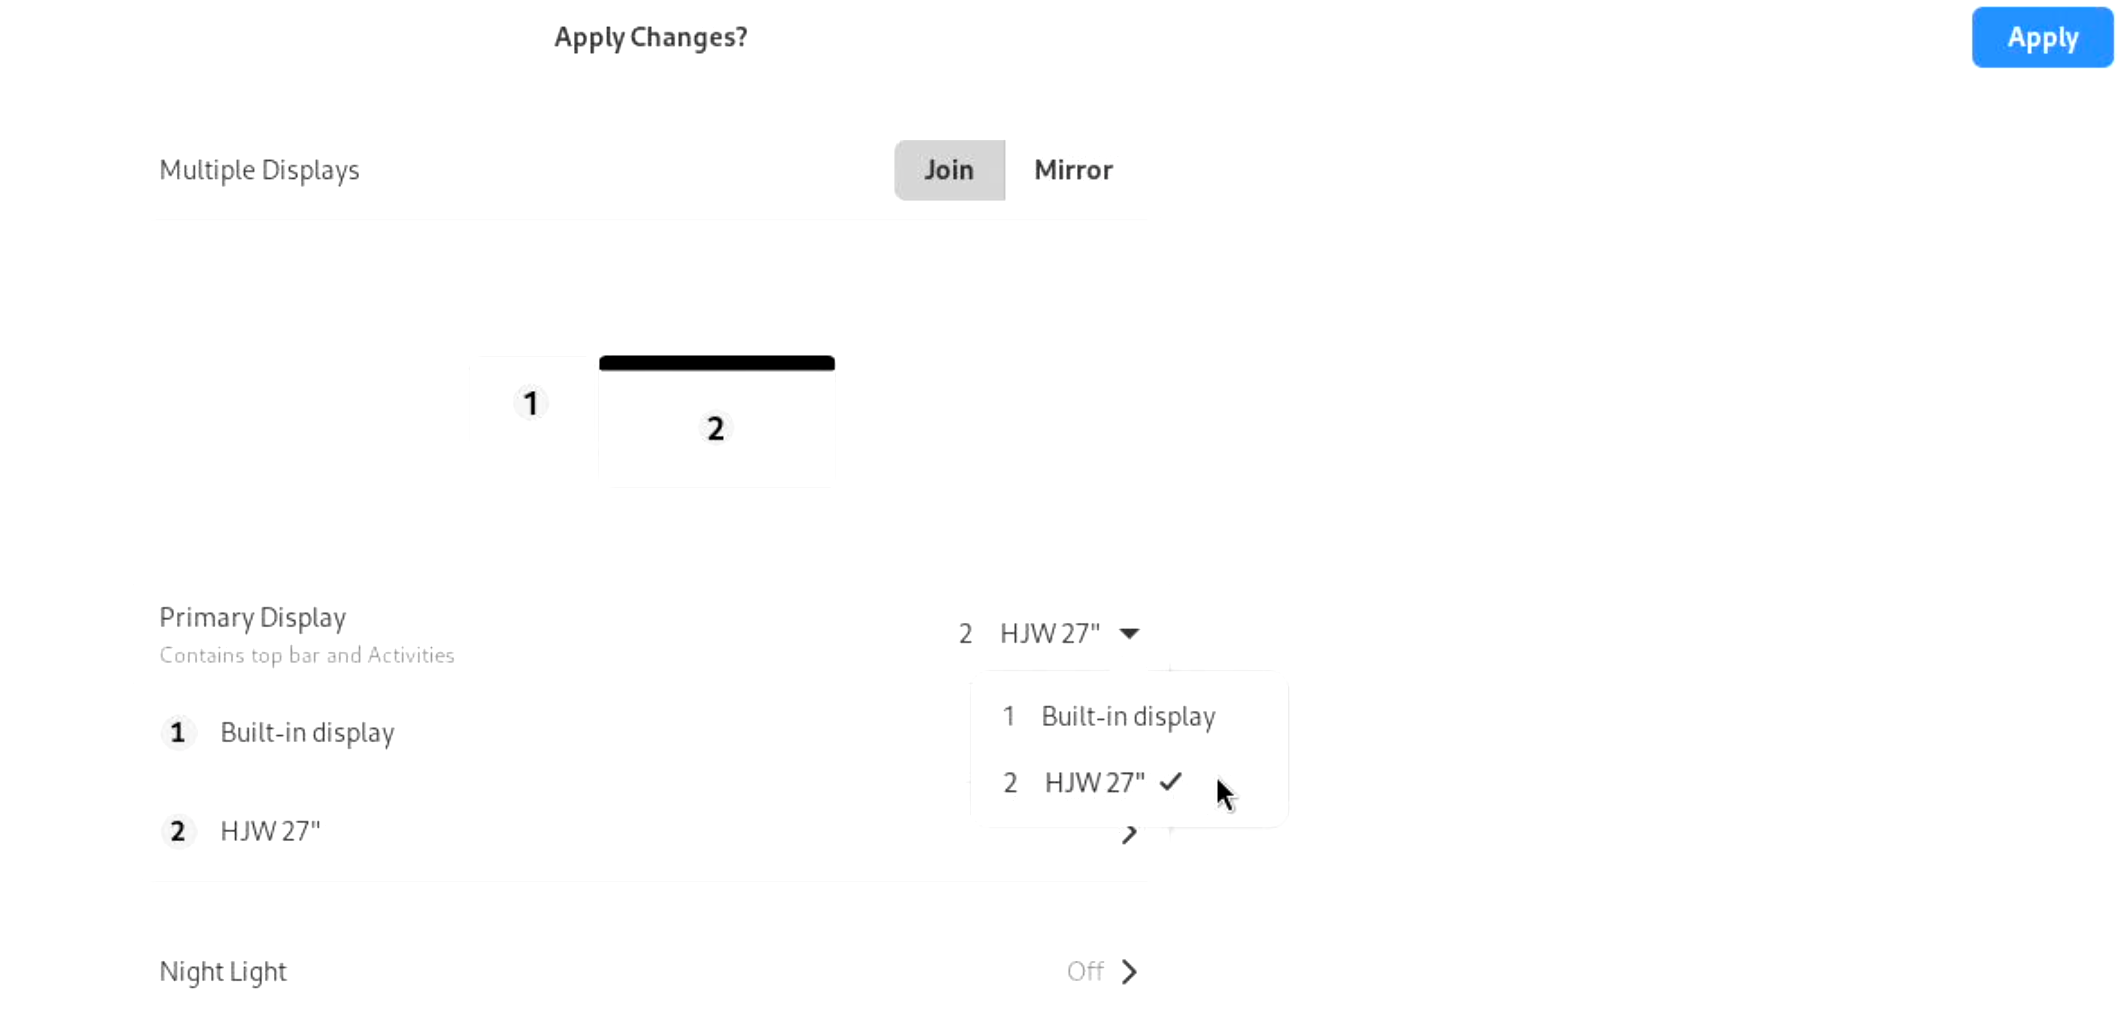 Apply Changes?
Apply
Multiple Displays
Join
Mirror
1
2
Primary Display
Contains top bar and Activities
2 HJW 27"
1 Built-in display
2 HJW 27"
1 Built-in display
2 HJW 27"
Night Light
Off